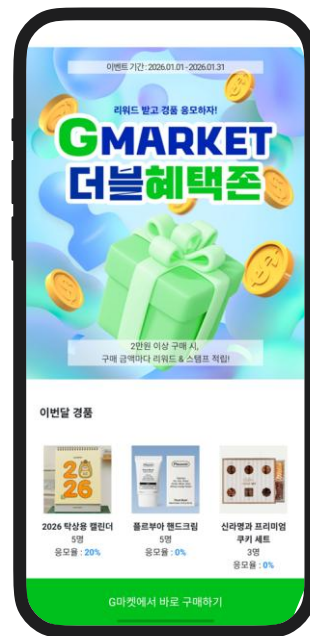 이벤트 기간 : 2026.01.01 - 2026.01.31
리워드 받고 경품 응모하자!
GMARKET
더블혜택존
2만원 이상 구매 시,
구매 금액마다 리워드 & 스탬프 적립!
이번달 경품
2026
2026 탁상용 캘린더
5명
응모율 : 20%
플르부아 핸드크림
5명
응모율 : 0%
신라명과 프리미엄
쿠키 세트
3명
응모율 : 0%
G마켓에서 바로 구매하기